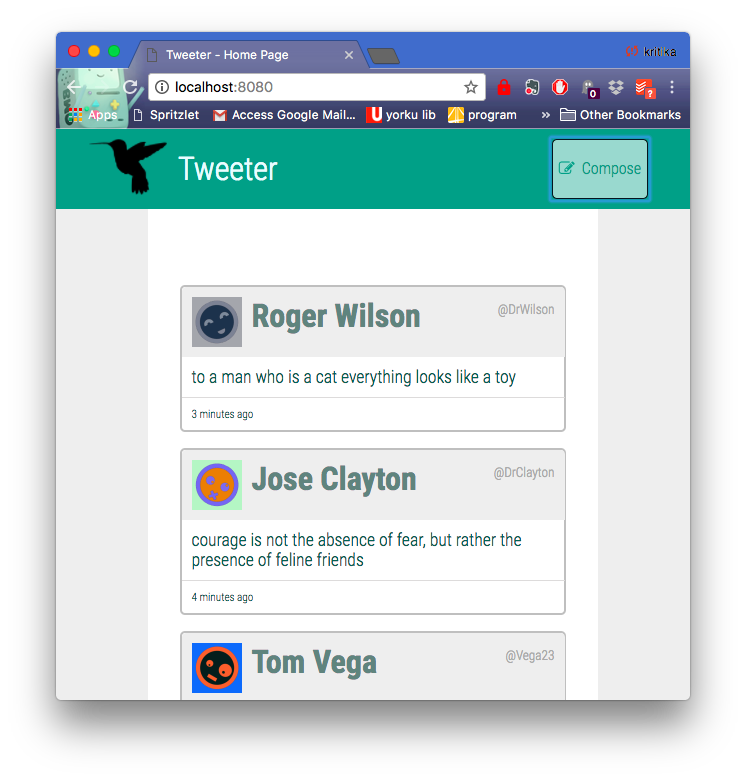 Tweeter - Home Page
kritika
localhost:8080
0
?
Apps
Spritzlet
Access Google Mail...
yorku lib
program
»
Other Bookmarks
Tweeter
Compose
Roger Wilson
@DrWilson
to a man who is a cat everything looks like a toy
3 minutes ago
Jose Clayton
@DrClayton
courage is not the absence of fear, but rather the
presence of feline friends
4 minutes ago
Tom Vega
@Vega23